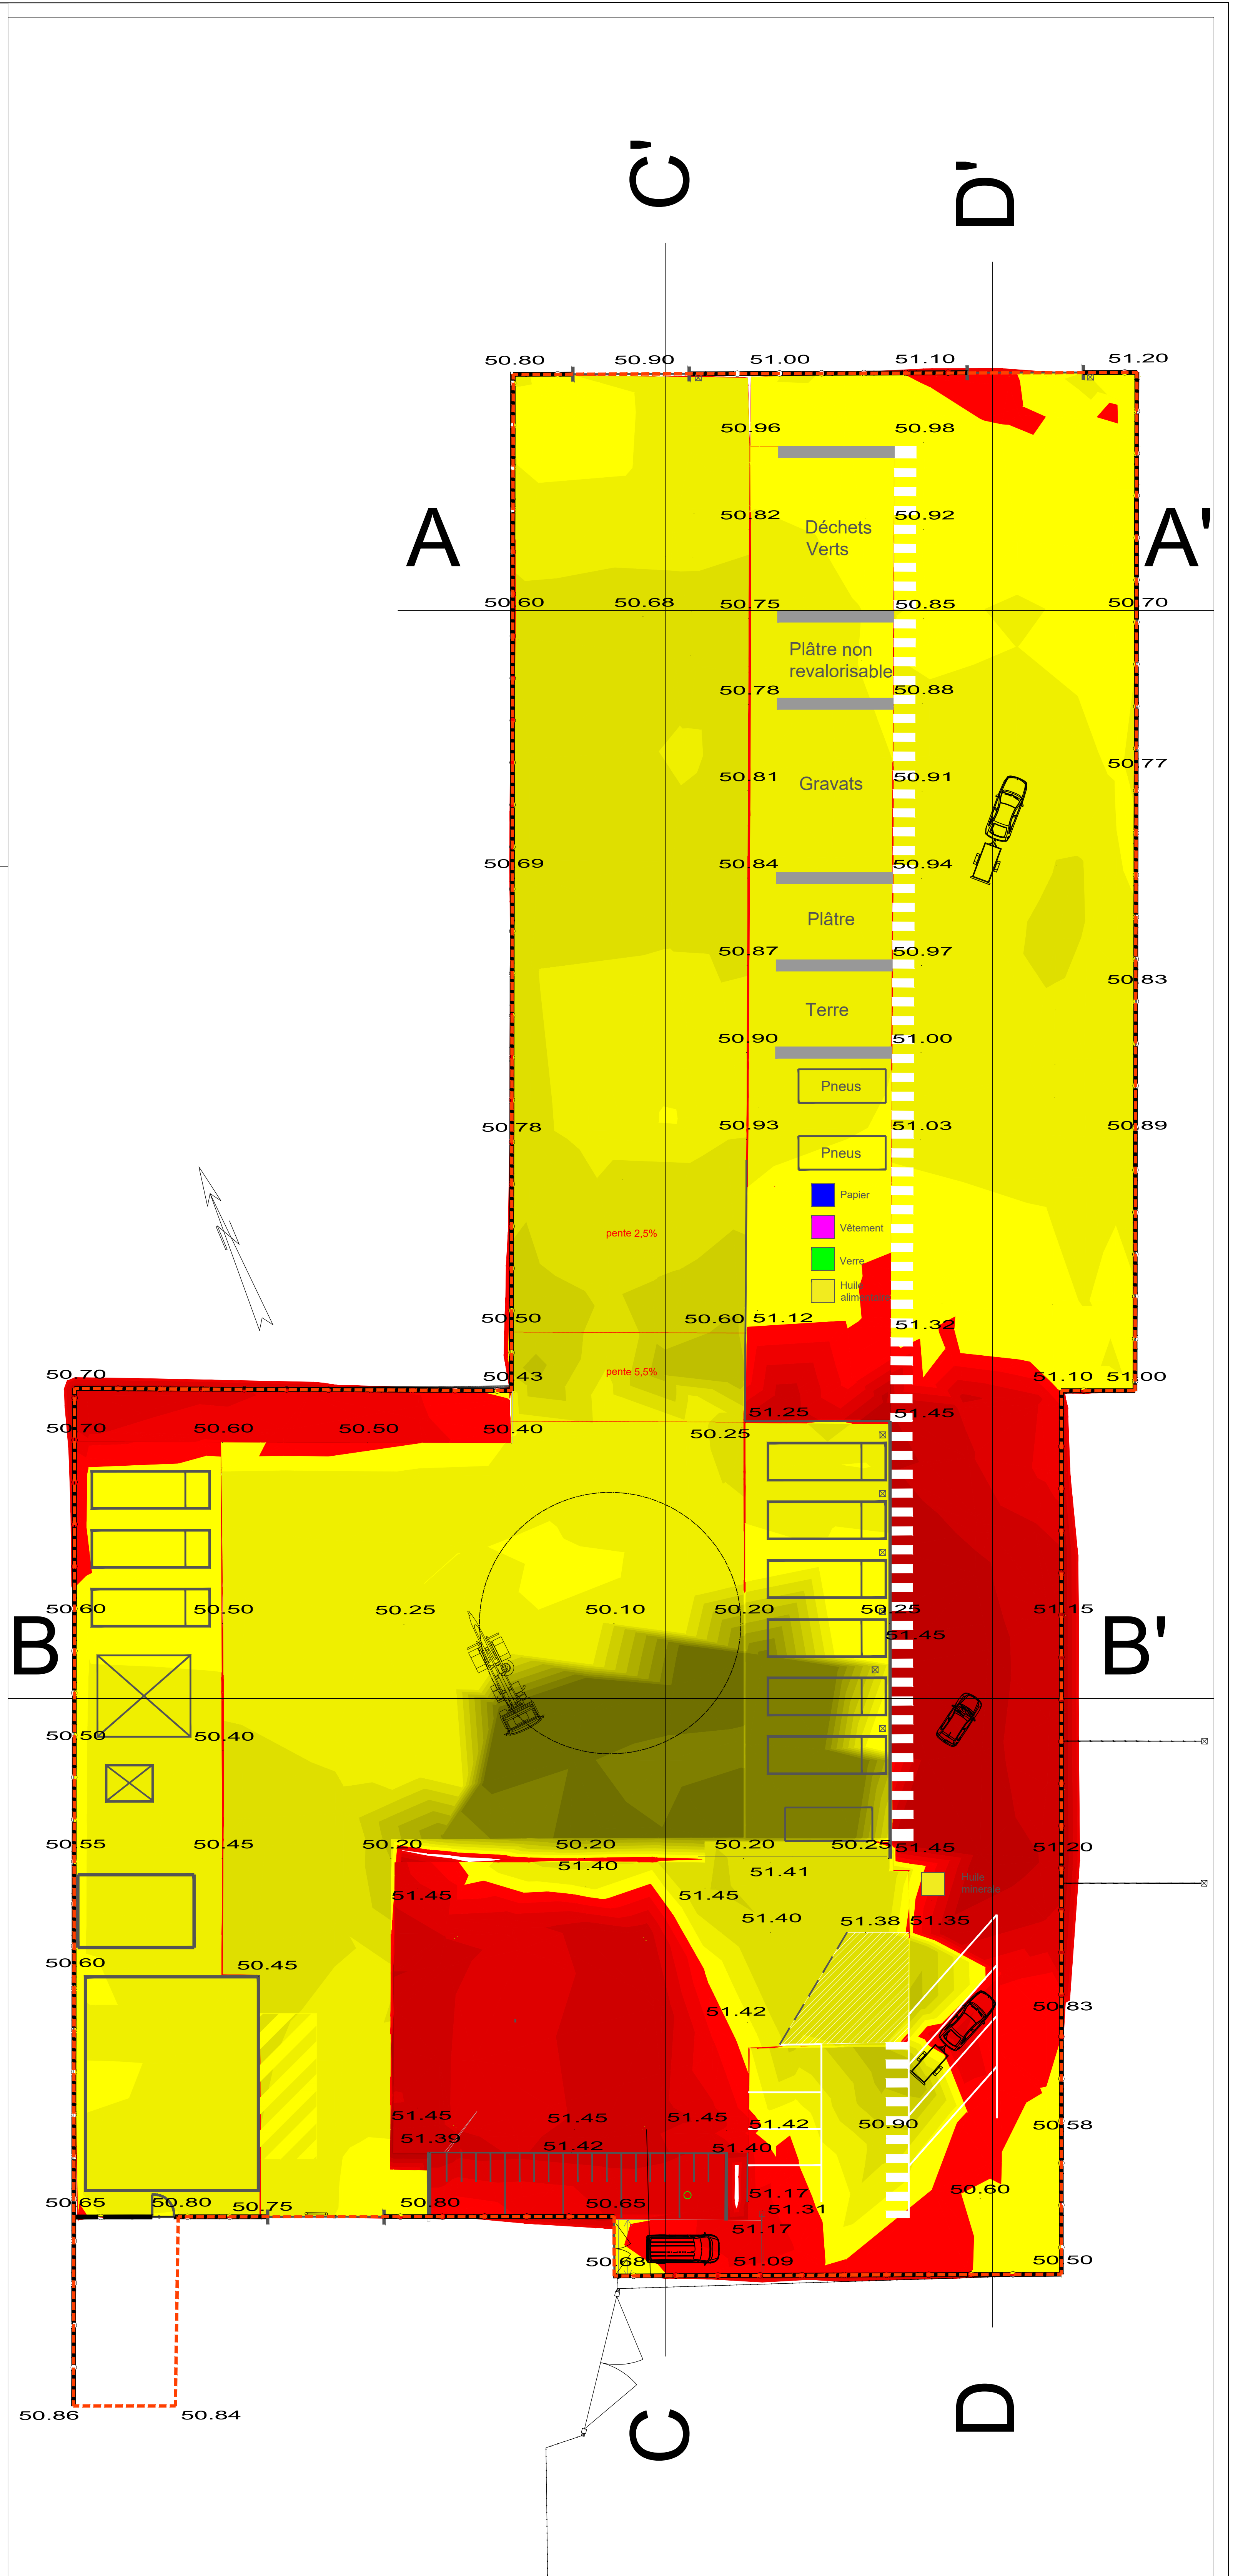 C'
D'
50.80 50.90 51.00 51.10 51.20
50.96 50.98
A
A'
50.82 50.92
Déchets
Verts
50.60 50.68 50.75 50.85 50.70
Plâtre non
revalorisable
50.78 50.88
50.77
50.81 50.91
Gravats
50.69 50.84 50.94
Plâtre
50.87 50.97
50.83
Terre
50.90 51.00
Pneus
50.78 50.93 51.03 50.89
Pneus
Papier
Vêtement
pente 2,5%
Verre
Huile
50.50 50.60 51.12 51.32
50.70 50.43 pente 5,5% 51.10 51.00
51.25 51.45
50.70 50.60 50.50 50.40 50.25
50.60 50.50 50.25 50.10 50.20 50.25 51.15
51.45
B
B'
50.50 50.40
50.55 50.45 50.20 50.20 50.20 50.25 51.45 51.20
51.40 51.41
Huile
minérale
51.45 51.45
51.40 51.38 51.35
50.60 50.45
51.42 50.83
51.45 51.45 51.45 51.42 50.90 50.58
51.39 51.42 51.40
50.60
51.17
50.65 50.80 50.75 50.80 50.65 51.31
51.17
50.68 51.09 50.50
50.86 50.84
C
D